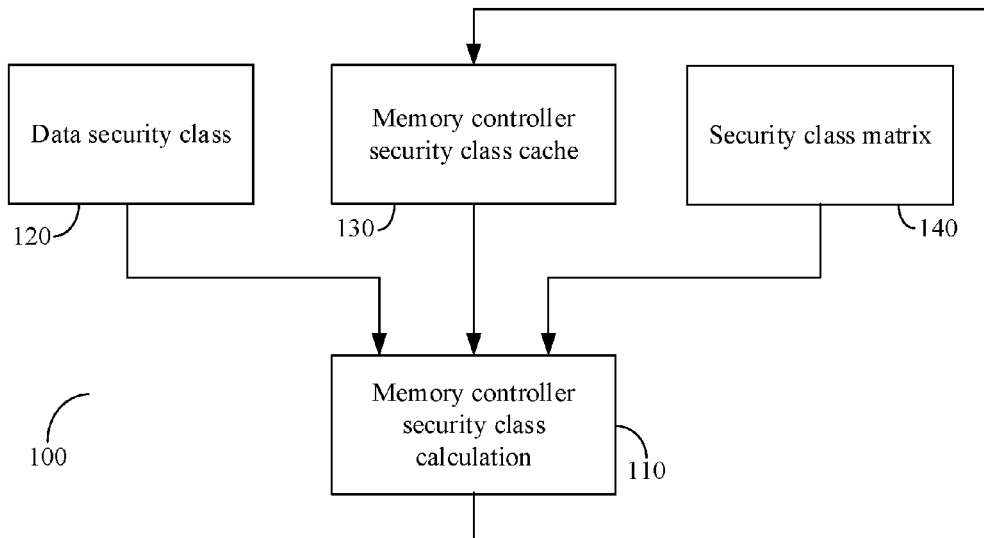 Data security class
Memory controller
security class cache
Security class matrix
120
130
140
Memory controller
security class
calculation
100
110